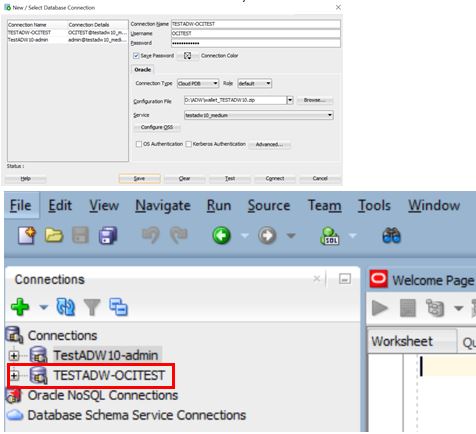 New / Select Database Connection
Connection Name Connection Details
TESTADW-OCITEST OCITEST@testadw10_m...
TestADW10-admin admin@testadw10_medi...
Connection Name TESTADW-OCITEST
Username OCITEST
Password ••••••••••••
Save Password Connection Color
Oracle
Connection Type Cloud PDB Role default
Configuration File D:\ADW\wallet_TESTADW10.zip Browse...
Service testadw10_medium
Configure OSS
OS Authentication Kerberos Authentication Advanced...
Status :
Help Save Clear Test Connect Cancel
File Edit View Navigate Run Source Team Tools Window
SQL
Connections Welcome Page
Connections
Worksheet Qu
TestADW10-admin
TESTADW-OCITEST
Oracle NoSQL Connections
Database Schema Service Connections